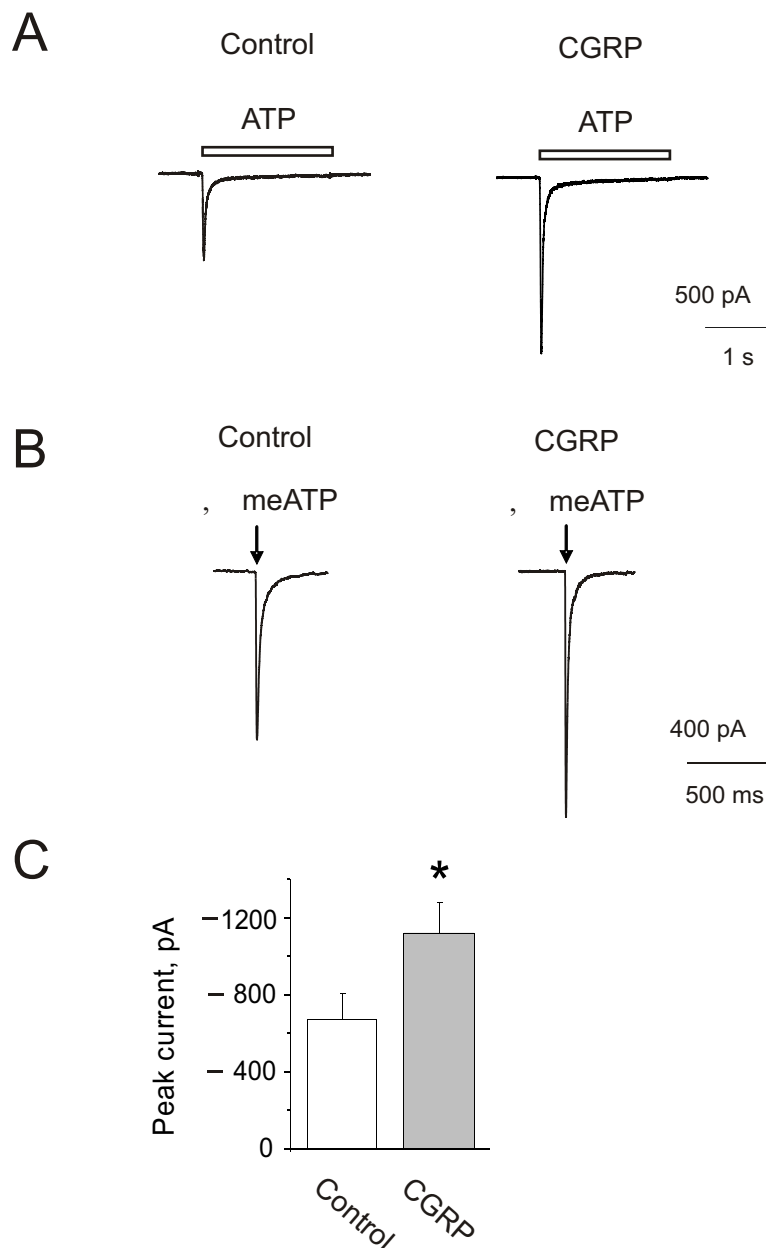 A
Control CGRP
ATP ATP
500 pA
1 s
B
Control CGRP
, meATP , meATP
400 pA
500 ms
C
*
Peak current, pA
–1200
– 800
– 400
0
Control CGRP